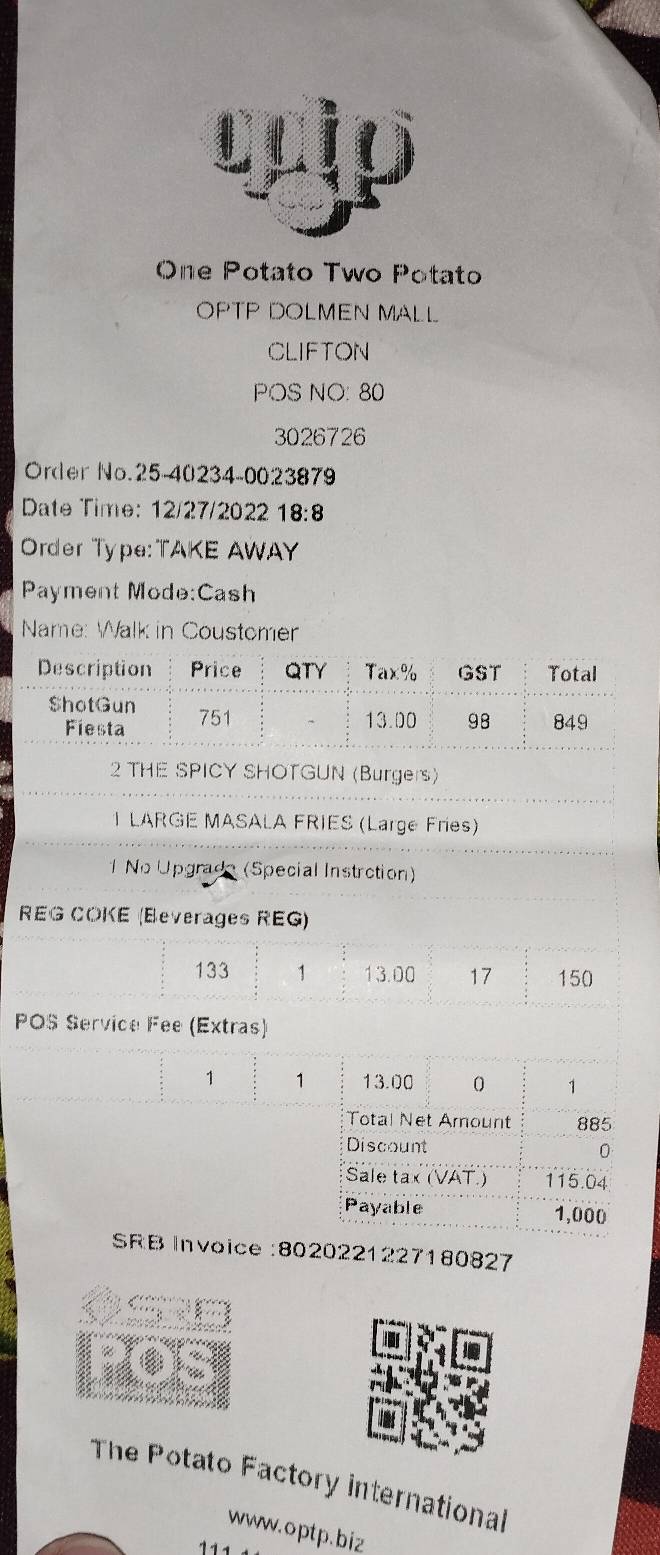 optp
One Potato Two Potato
OPTP DOLMEN MALL
CLIFTON
POS NO: 80
3026726
Order No.25-40234-0023879
Date Time: 12/27/2022 18:8
Order Type:TAKE AWAY
Payment Mode:Cash
Name: Walk in Coustomer
Description Price QTY Tax% GST Total
ShotGun Fiesta 751 - 13.00 98 849
2 THE SPICY SHOTGUN (Burgers)
1 LARGE MASALA FRIES (Large Fries)
1 No Upgrade (Special Instrction)
REG COKE (Beverages REG)
133 1 13.00 17 150
POS Service Fee (Extras)
1 1 13.00 0 1
Total Net Amount 885
Discount 0
Sale tax (VAT.) 115.04
Payable 1,000
SRB Invoice :8020221227180827
SRB
POS
The Potato Factory international
www.optp.biz